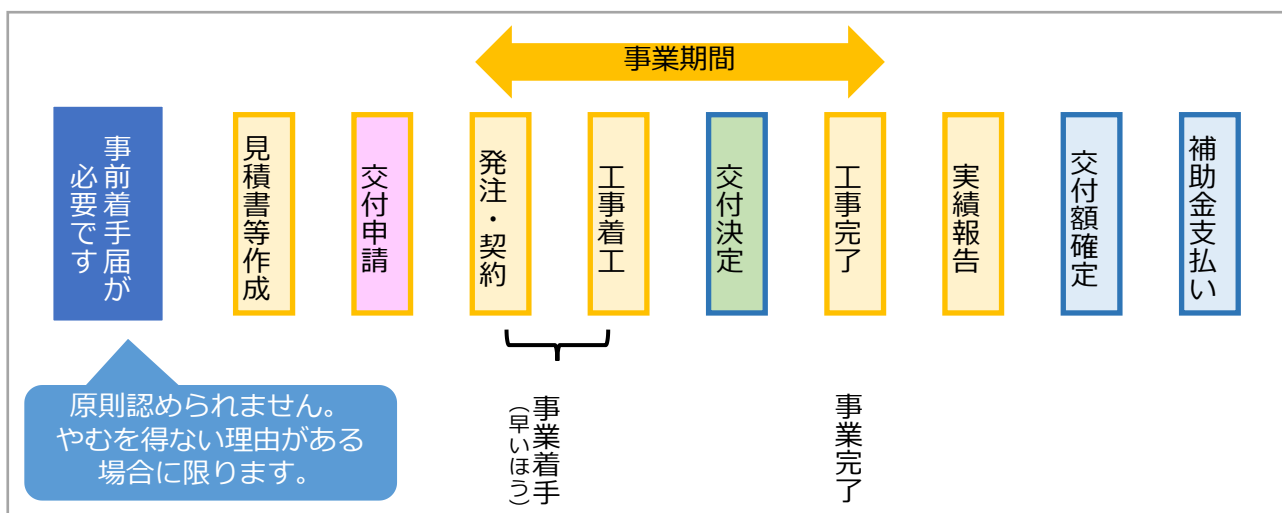 事業期間
事前着手届が
必要です
見積書等作成
交付申請
発注・契約
工事着工
交付決定
工事完了
実績報告
交付額確定
補助金支払い
原則認められません。
やむを得ない理由がある
場合に限ります。
事業着手
（早いほう）
事業完了